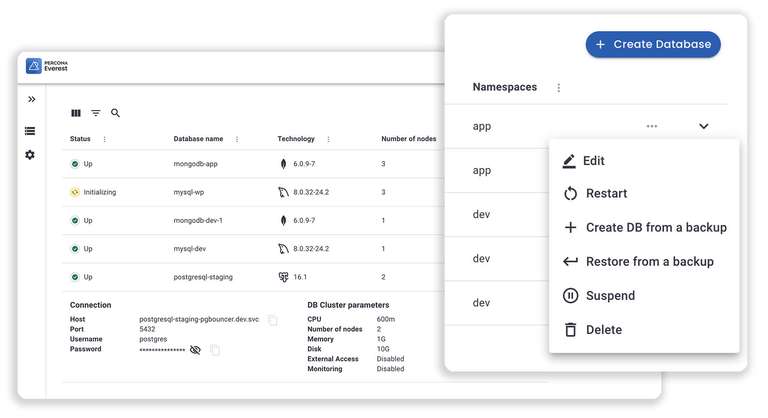 PERCONA
Everest
Status Database name Technology Number of nodes
Up mongodb-app 6.0.9-7 3
Initializing mysql-wp 8.0.32-24.2 3
Up mongodb-dev-1 6.0.9-7 1
Up mysql-dev 8.0.32-24.2 1
Up postgresql-staging 16.1 2
Connection
Host postgresql-staging-pgbouncer.dev.svc
Port 5432
Username postgres
Password ***************
DB Cluster parameters
CPU 600m
Number of nodes 2
Memory 1G
Disk 10G
External Access Disabled
Monitoring Disabled
+ Create Database
Namespaces
app
app
dev
dev
dev
Edit
Restart
Create DB from a backup
Restore from a backup
Suspend
Delete